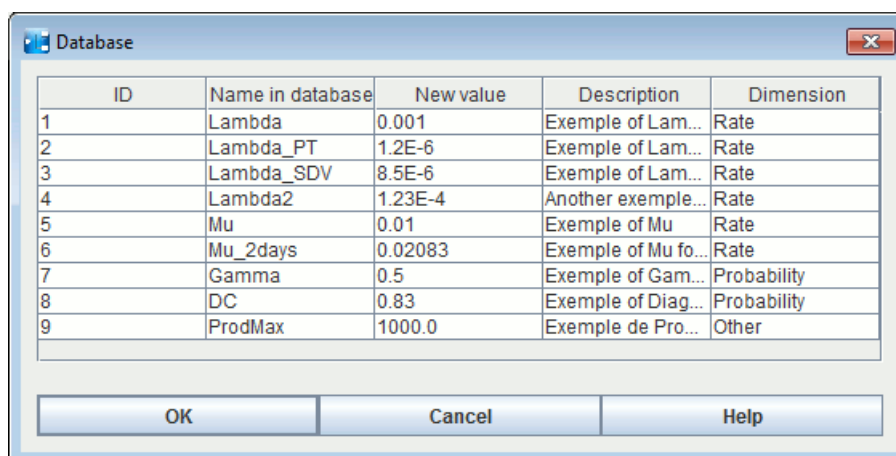 Database
ID Name in database New value Description Dimension
1 Lambda 0.001 Exemple of Lam... Rate
2 Lambda_PT 1.2E-6 Exemple of Lam... Rate
3 Lambda_SDV 8.5E-6 Exemple of Lam... Rate
4 Lambda2 1.23E-4 Another exemple... Rate
5 Mu 0.01 Exemple of Mu Rate
6 Mu_2days 0.02083 Exemple of Mu fo... Rate
7 Gamma 0.5 Exemple of Gam... Probability
8 DC 0.83 Exemple of Diag... Probability
9 ProdMax 1000.0 Exemple de Pro... Other
OK Cancel Help